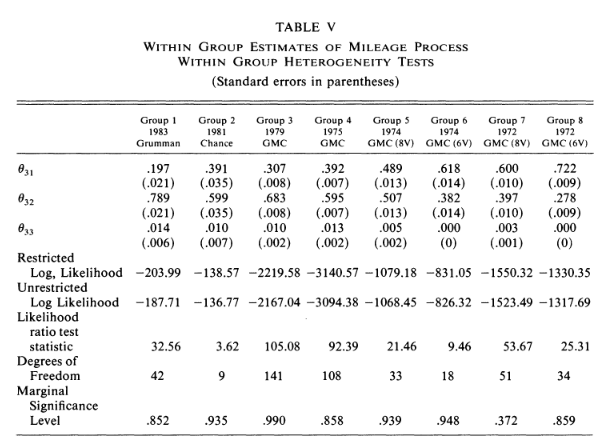 TABLE V
WITHIN GROUP ESTIMATES OF MILEAGE PROCESS
WITHIN GROUP HETEROGENEITY TESTS
(Standard errors in parentheses)
Group 1 Group 2 Group 3 Group 4 Group 5 Group 6 Group 7 Group 8
1983 1981 1979 1975 1974 1974 1972 1972
Grumman Chance GMC GMC GMC (8V) GMC (6V) GMC (8V) GMC (6V)
θ31 .197 .391 .307 .392 .489 .618 .600 .722
(.021) (.035) (.008) (.007) (.013) (.014) (.010) (.009)
θ32 .789 .599 .683 .595 .507 .382 .397 .278
(.021) (.035) (.008) (.007) (.013) (.014) (.010) (.009)
θ33 .014 .010 .010 .013 .005 .000 .003 .000
(.006) (.007) (.002) (.002) (.002) (0) (.001) (0)
Restricted
Log, Likelihood −203.99 −138.57 −2219.58 −3140.57 −1079.18 −831.05 −1550.32 −1330.35
Unrestricted
Log Likelihood −187.71 −136.77 −2167.04 −3094.38 −1068.45 −826.32 −1523.49 −1317.69
Likelihood
ratio test
statistic 32.56 3.62 105.08 92.39 21.46 9.46 53.67 25.31
Degrees of
Freedom 42 9 141 108 33 18 51 34
Marginal
Significance
Level .852 .935 .990 .858 .939 .948 .372 .859